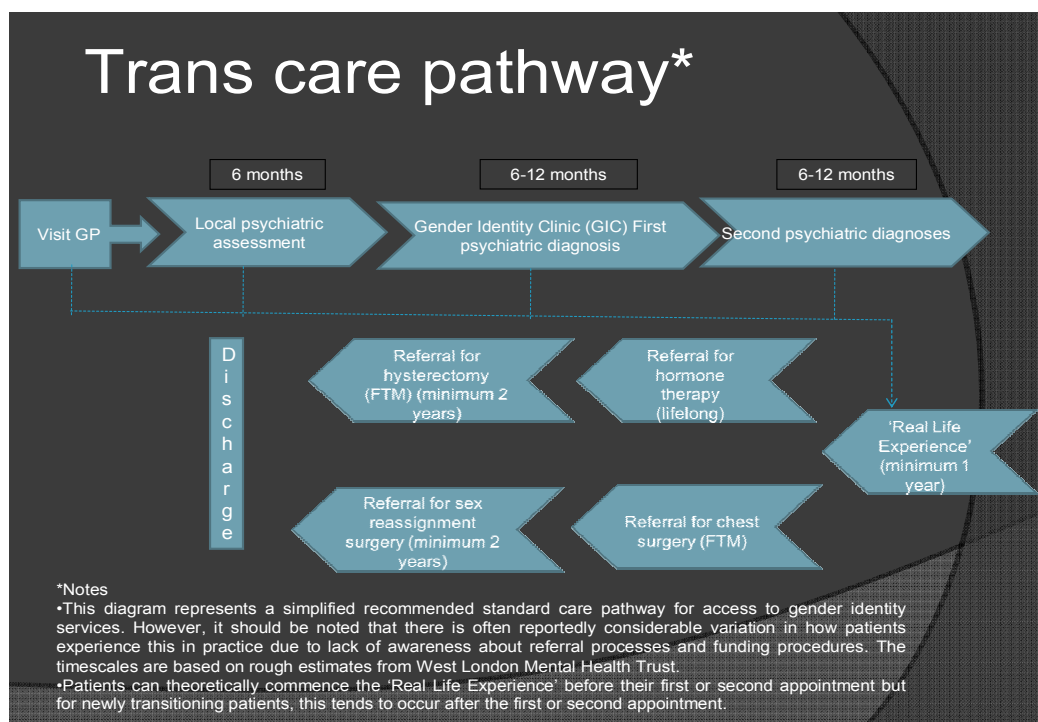 Trans care pathway*
6 months
6-12 months
6-12 months
Visit GP
Local psychiatric
assessment
Gender Identity Clinic (GIC) First
psychiatric diagnosis
Second psychiatric diagnoses
Discharge
Referral for
hysterectomy
(FTM) (minimum 2
years)
Referral for
hormone
therapy
(lifelong)
‘Real Life
Experience’
(minimum 1
year)
Referral for sex
reassignment
surgery (minimum 2
years)
Referral for chest
surgery (FTM)
*Notes
•This diagram represents a simplified recommended standard care pathway for access to gender identity
services. However, it should be noted that there is often reportedly considerable variation in how patients
experience this in practice due to lack of awareness about referral processes and funding procedures. The
timescales are based on rough estimates from West London Mental Health Trust.
•Patients can theoretically commence the ‘Real Life Experience’ before their first or second appointment but
for newly transitioning patients, this tends to occur after the first or second appointment.